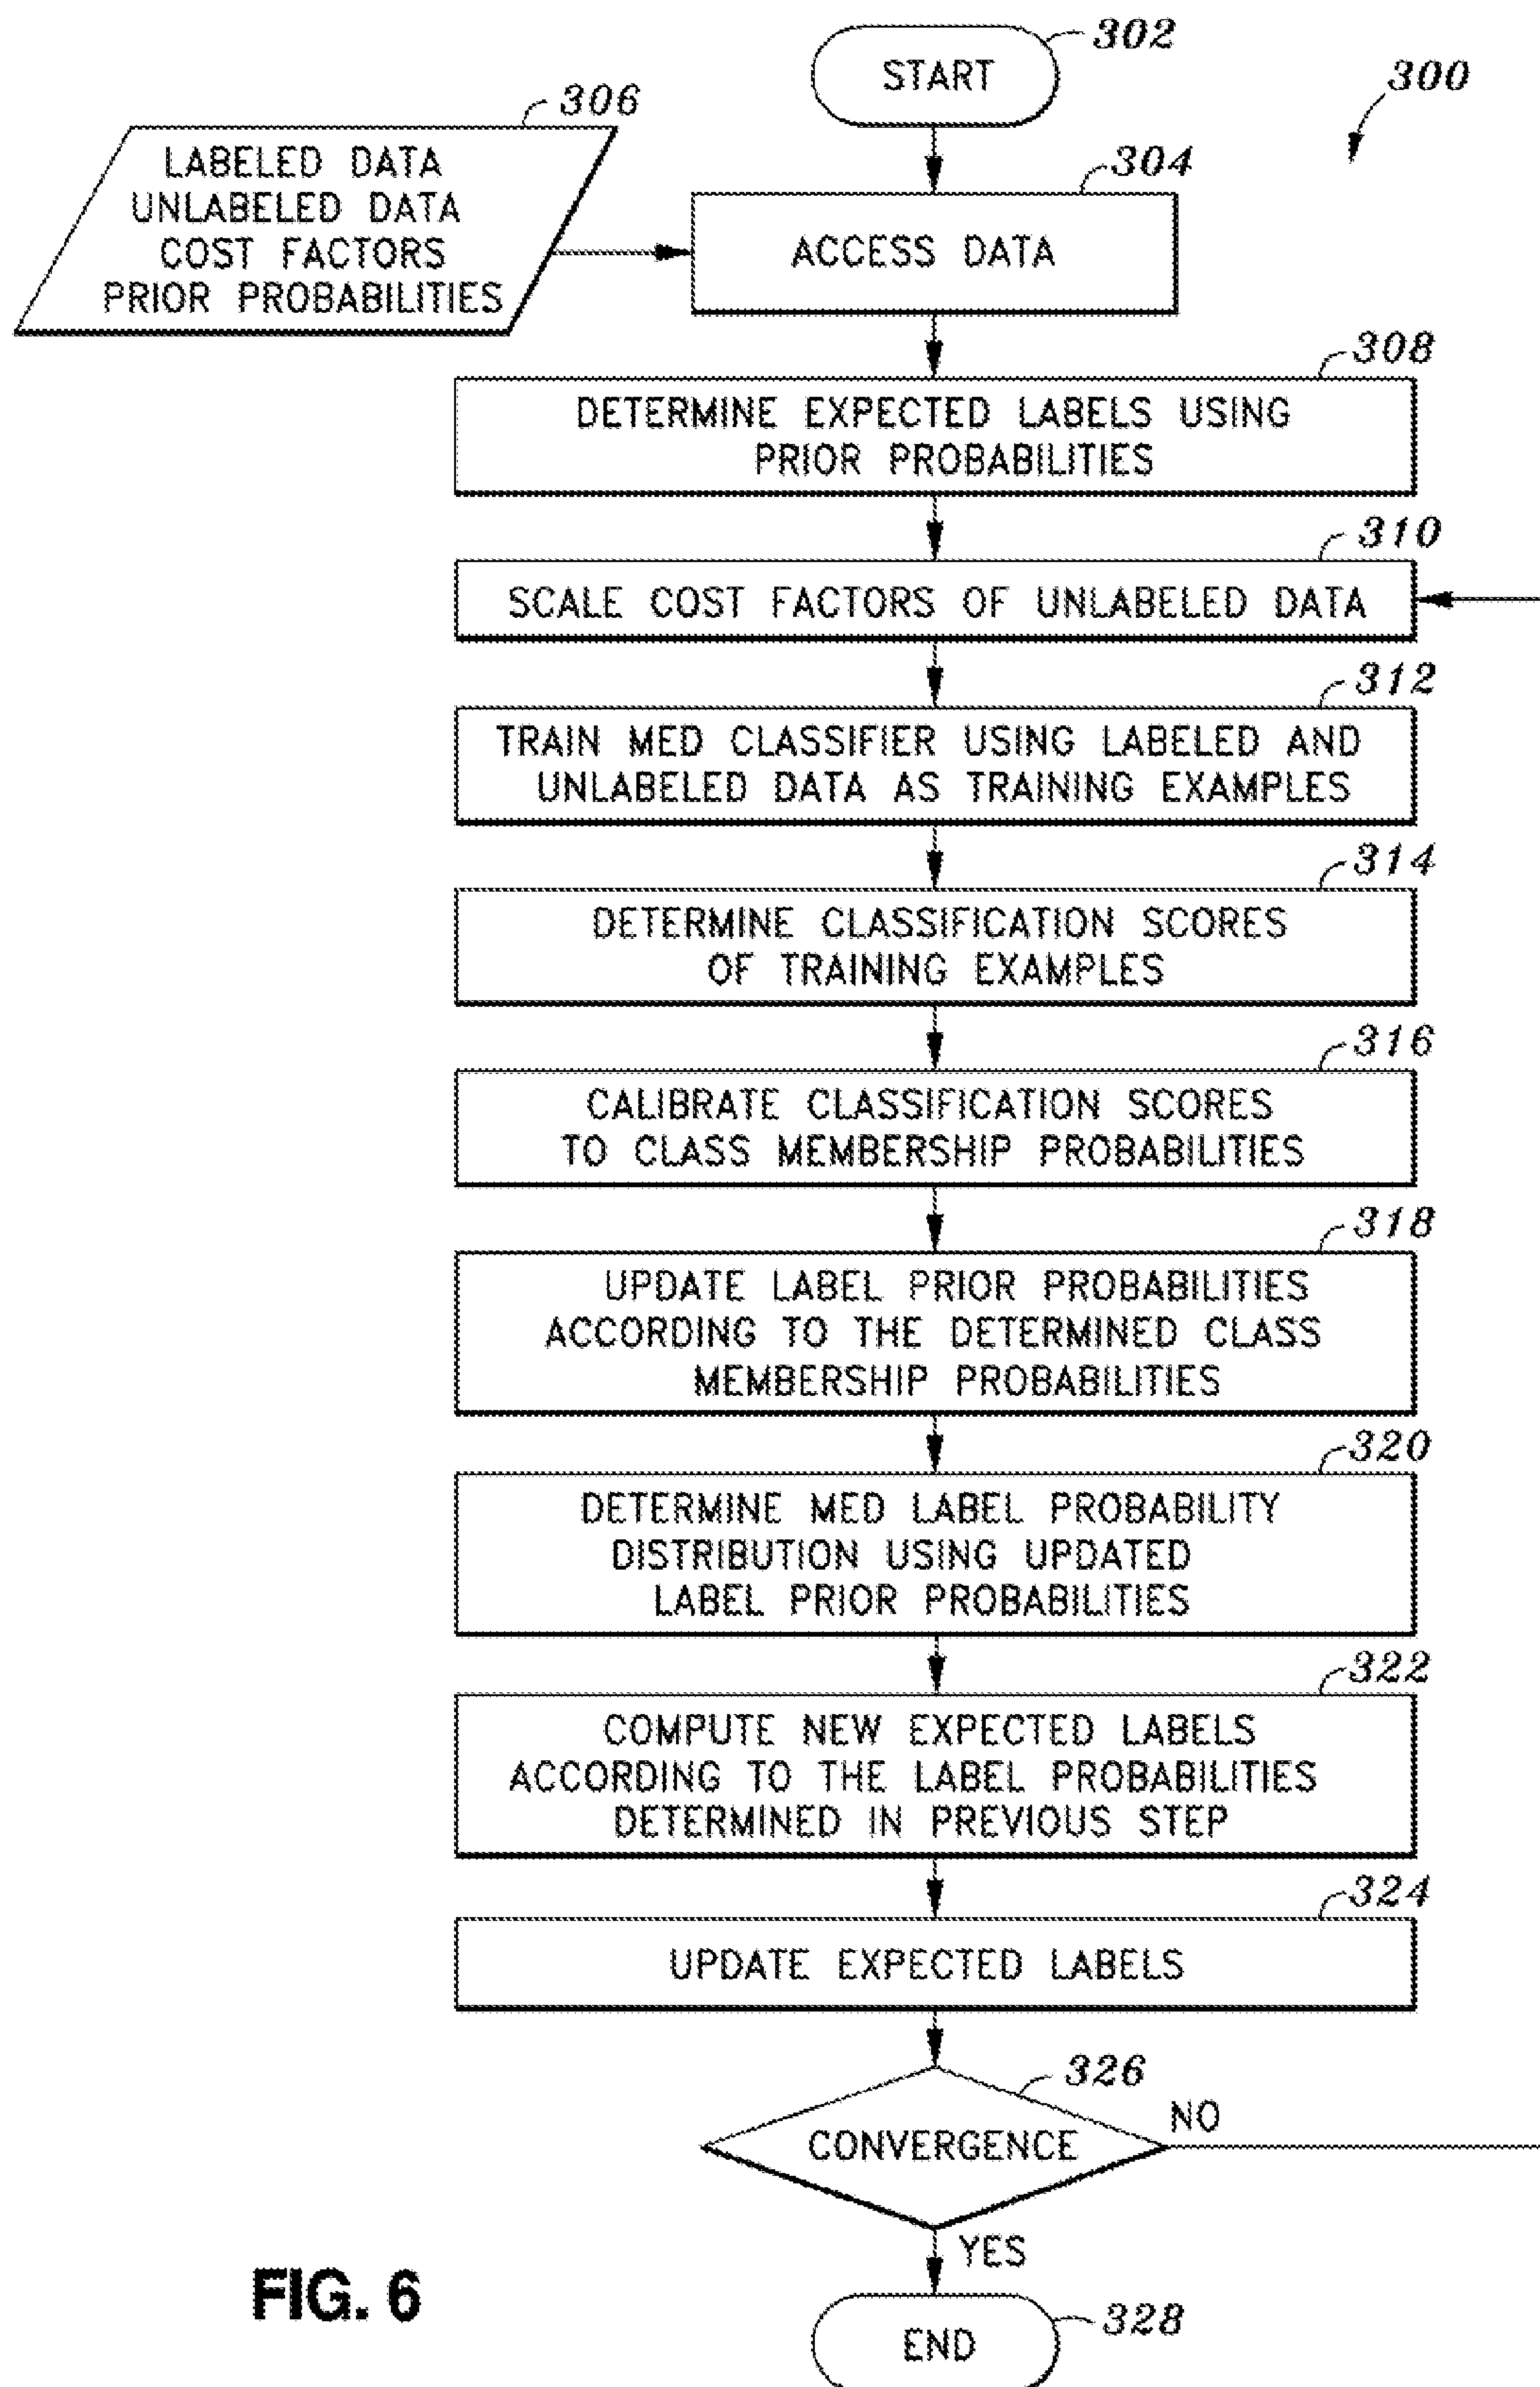 302
START
300
306
LABELED DATA
UNLABELED DATA
COST FACTORS
PRIOR PROBABILITIES
304
ACCESS DATA
308
DETERMINE EXPECTED LABELS USING
PRIOR PROBABILITIES
310
SCALE COST FACTORS OF UNLABELED DATA
312
TRAIN MED CLASSIFIER USING LABELED AND
UNLABELED DATA AS TRAINING EXAMPLES
314
DETERMINE CLASSIFICATION SCORES
OF TRAINING EXAMPLES
316
CALIBRATE CLASSIFICATION SCORES
TO CLASS MEMBERSHIP PROBABILITIES
318
UPDATE LABEL PRIOR PROBABILITIES
ACCORDING TO THE DETERMINED CLASS
MEMBERSHIP PROBABILITIES
320
DETERMINE MED LABEL PROBABILITY
DISTRIBUTION USING UPDATED
LABEL PRIOR PROBABILITIES
322
COMPUTE NEW EXPECTED LABELS
ACCORDING TO THE LABEL PROBABILITIES
DETERMINED IN PREVIOUS STEP
324
UPDATE EXPECTED LABELS
326
CONVERGENCE
NO
YES
328
END
FIG. 6